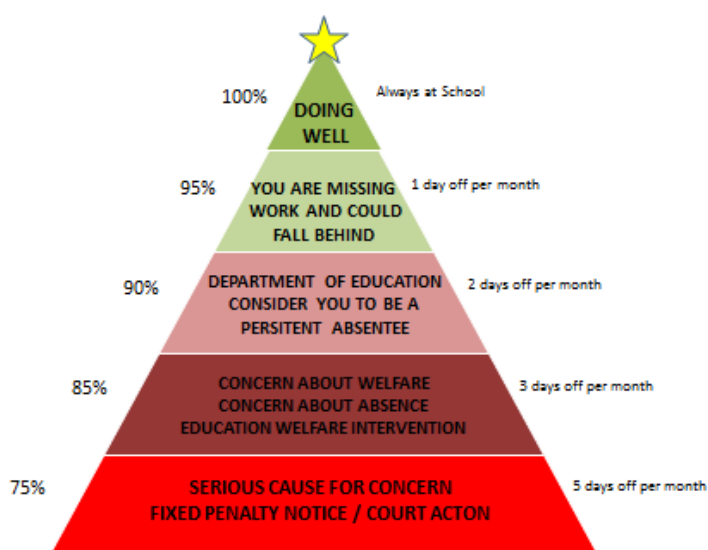 100%
Always at School
DOING
WELL
95%
1 day off per month
YOU ARE MISSING
WORK AND COULD
FALL BEHIND
90%
2 days off per month
DEPARTMENT OF EDUCATION
CONSIDER YOU TO BE A
PERSITENT ABSENTEE
85%
3 days off per month
CONCERN ABOUT WELFARE
CONCERN ABOUT ABSENCE
EDUCATION WELFARE INTERVENTION
75%
5 days off per month
SERIOUS CAUSE FOR CONCERN
FIXED PENALTY NOTICE / COURT ACTON